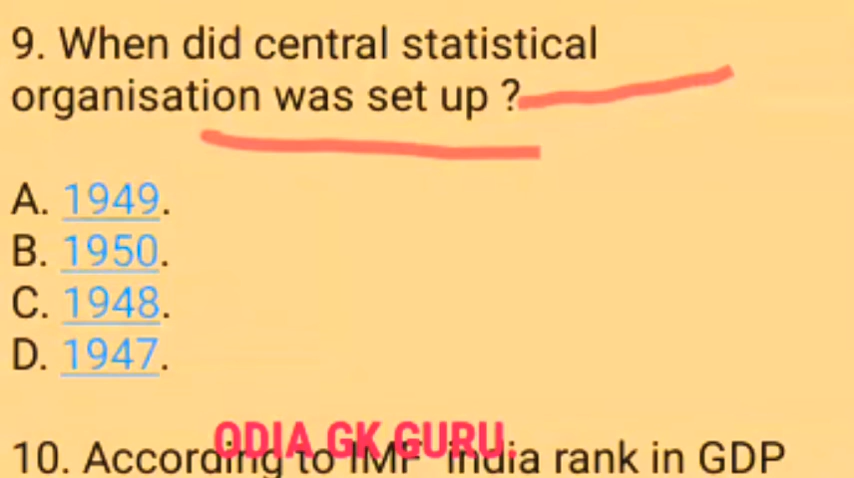 9. When did central statistical
organisation was set up ?
A. 1949.
B. 1950.
C. 1948.
D. 1947.
ODIA GK GURU.
10. According to IMF india rank in GDP